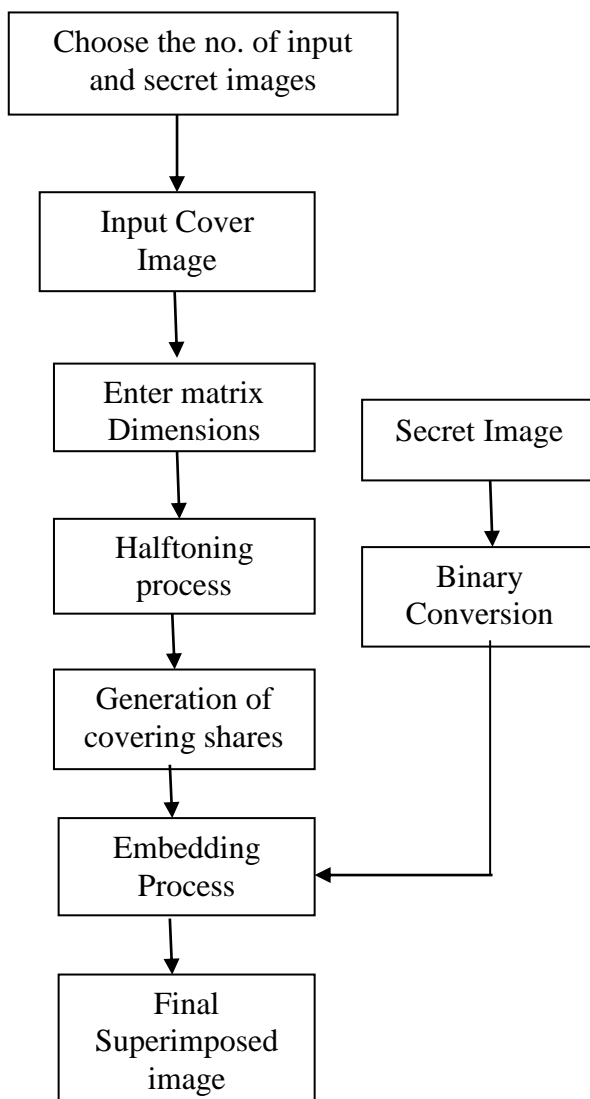 Choose the no. of input
and secret images
Input Cover
Image
Enter matrix
Dimensions
Secret Image
Halftoning
process
Binary
Conversion
Generation of
covering shares
Embedding
Process
Final
Superimposed
image